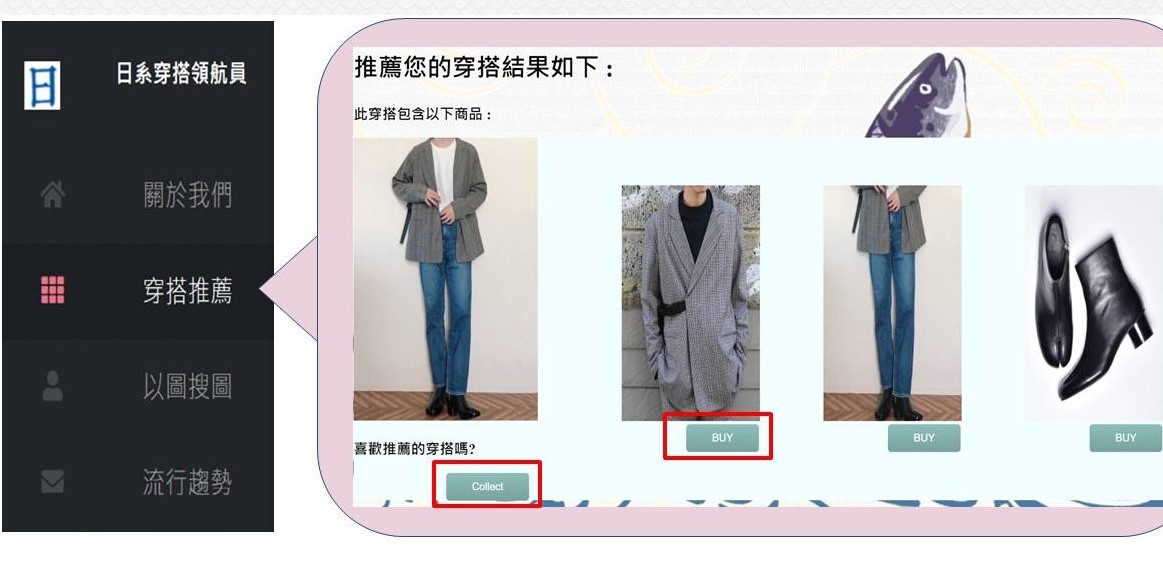 日
日系穿搭領航員
關於我們
穿搭推薦
以圖搜圖
流行趨勢
推薦您的穿搭結果如下：
此穿搭包含以下商品：
BUY
BUY
BUY
喜歡推薦的穿搭嗎?
Collect